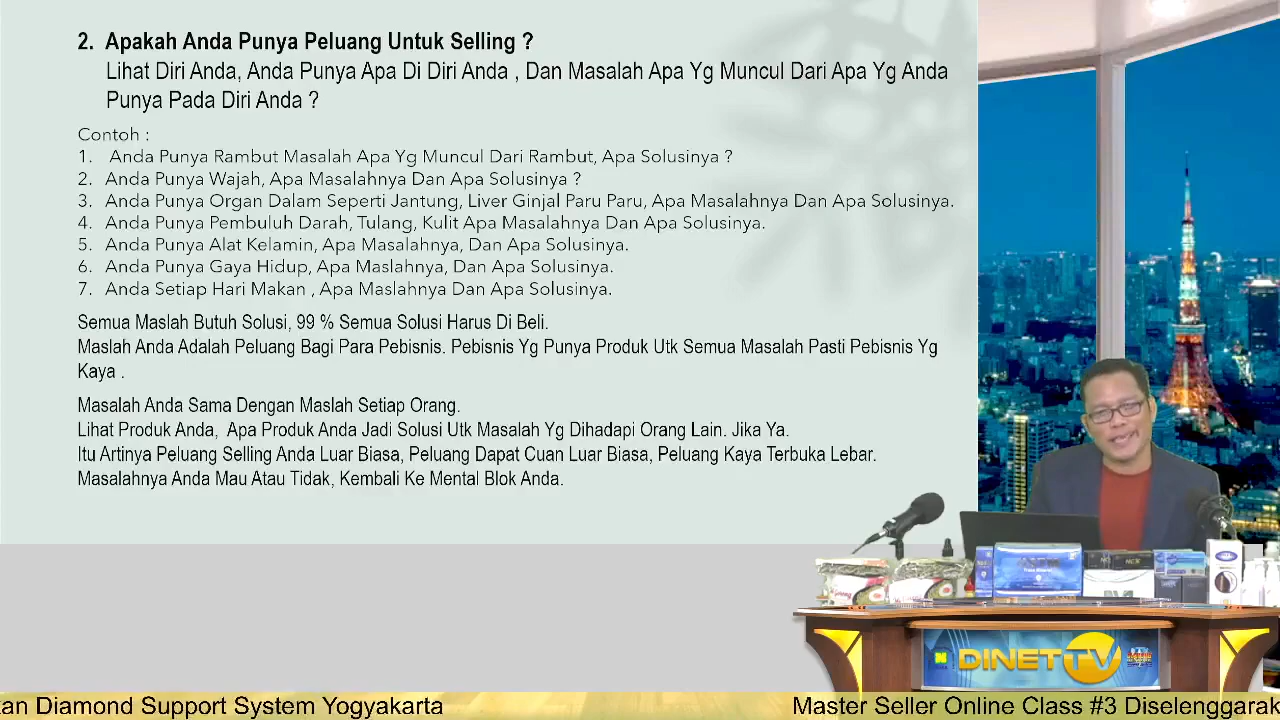 2. Apakah Anda Punya Peluang Untuk Selling ?
Lihat Diri Anda, Anda Punya Apa Di Diri Anda , Dan Masalah Apa Yg Muncul Dari Apa Yg Anda
Punya Pada Diri Anda ?
Contoh :
1. Anda Punya Rambut Masalah Apa Yg Muncul Dari Rambut, Apa Solusinya ?
2. Anda Punya Wajah, Apa Masalahnya Dan Apa Solusinya ?
3. Anda Punya Organ Dalam Seperti Jantung, Liver Ginjal Paru Paru, Apa Masalahnya Dan Apa Solusinya.
4. Anda Punya Pembuluh Darah, Tulang, Kulit Apa Masalahnya Dan Apa Solusinya.
5. Anda Punya Alat Kelamin, Apa Masalahnya, Dan Apa Solusinya.
6. Anda Punya Gaya Hidup, Apa Maslahnya, Dan Apa Solusinya.
7. Anda Setiap Hari Makan , Apa Maslahnya Dan Apa Solusinya.
Semua Maslah Butuh Solusi, 99 % Semua Solusi Harus Di Beli.
Maslah Anda Adalah Peluang Bagi Para Pebisnis. Pebisnis Yg Punya Produk Utk Semua Masalah Pasti Pebisnis Yg
Kaya .
Masalah Anda Sama Dengan Maslah Setiap Orang.
Lihat Produk Anda, Apa Produk Anda Jadi Solusi Utk Masalah Yg Dihadapi Orang Lain. Jika Ya.
Itu Artinya Peluang Selling Anda Luar Biasa, Peluang Dapat Cuan Luar Biasa, Peluang Kaya Terbuka Lebar.
Masalahnya Anda Mau Atau Tidak, Kembali Ke Mental Blok Anda.
DINET TV
kan Diamond Support System Yogyakarta
Master Seller Online Class #3 Diselenggarak